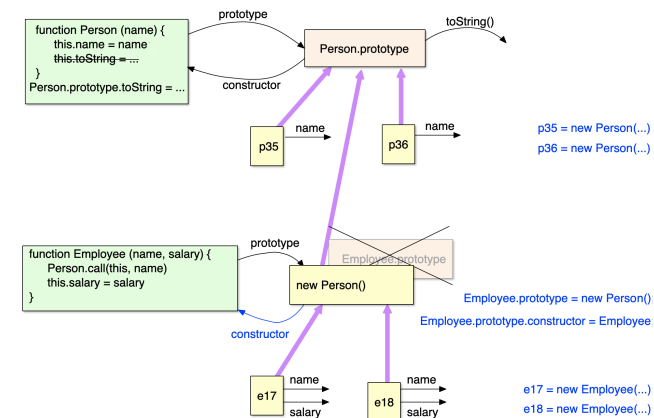 prototype
toString()
function Person (name) {
this.name = name
this.toString = ...
}
Person.prototype.toString = ...
Person.prototype
constructor
name
name
p35
p36
p35 = new Person(...)
p36 = new Person(...)
function Employee (name, salary) {
Person.call(this, name)
this.salary = salary
}
prototype
Employee.prototype
new Person()
Employee.prototype = new Person()
constructor
Employee.prototype.constructor = Employee
e17
name
salary
e18
name
salary
e17 = new Employee(...)
e18 = new Employee(...)